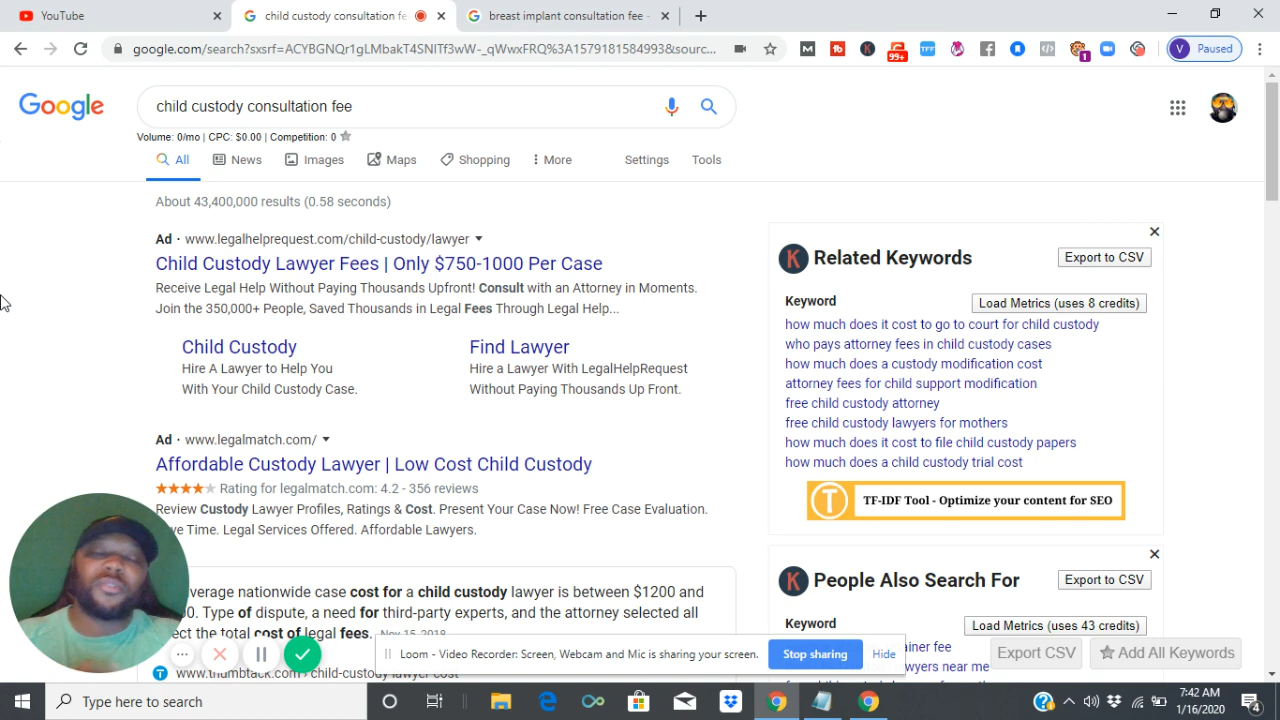 YouTube
child custody consultation fe
breast implant consultation fee -
google.com/search?sxsrf=ACYBGNQr1gLMbakT4SNITf3wW-_qWwxFRQ%3A1579181584993&sourc...
99+
TFF
1
V Paused
Google
child custody consultation fee
Volume: 0/mo | CPC: $0.00 | Competition: 0
All News Images Maps Shopping More Settings Tools
About 43,400,000 results (0.58 seconds)
Ad · www.legalhelprequest.com/child-custody/lawyer
Child Custody Lawyer Fees | Only $750-1000 Per Case
Receive Legal Help Without Paying Thousands Upfront! Consult with an Attorney in Moments.
Join the 350,000+ People, Saved Thousands in Legal Fees Through Legal Help...
Child Custody
Hire A Lawyer to Help You
With Your Child Custody Case.
Find Lawyer
Hire a Lawyer With LegalHelpRequest
Without Paying Thousands Up Front.
Ad · www.legalmatch.com/
Affordable Custody Lawyer | Low Cost Child Custody
Rating for legalmatch.com: 4.2 - 356 reviews
Review Custody Lawyer Profiles, Ratings & Cost. Present Your Case Now! Free Case Evaluation.
Time. Legal Services Offered. Affordable Lawyers.
verage nationwide case cost for a child custody lawyer is between $1200 and
Type of dispute, a need for third-party experts, and the attorney selected all
ect the total cost of legal fees. Nov 15, 2018
www.thumbtack.com › child-custody lawyer cost
K Related Keywords
Export to CSV
Keyword
Load Metrics (uses 8 credits)
how much does it cost to go to court for child custody
who pays attorney fees in child custody cases
how much does a custody modification cost
attorney fees for child support modification
free child custody attorney
free child custody lawyers for mothers
how much does it cost to file child custody papers
how much does a child custody trial cost
T TF-IDF Tool - Optimize your content for SEO
K People Also Search For
Export to CSV
Keyword
Load Metrics (uses 43 credits)
ainer fee
wyers near me
Export CSV
Add All Keywords
Loom - Video Recorder: Screen, Webcam and Mic is sharing your screen.
Stop sharing
Hide
Type here to search
7:42 AM
1/16/2020
4